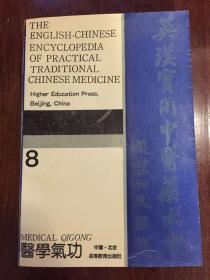 THE
ENGLISH-CHINESE
ENCYCLOPEDIA
OF PRACTICAL
TRADITIONAL
CHINESE MEDICINE
Higher Education Press,
Beijing, China
8
MEDICAL QIGONG
醫學氣功
中國·北京
高等教育出版社
英漢實用中醫藥大全